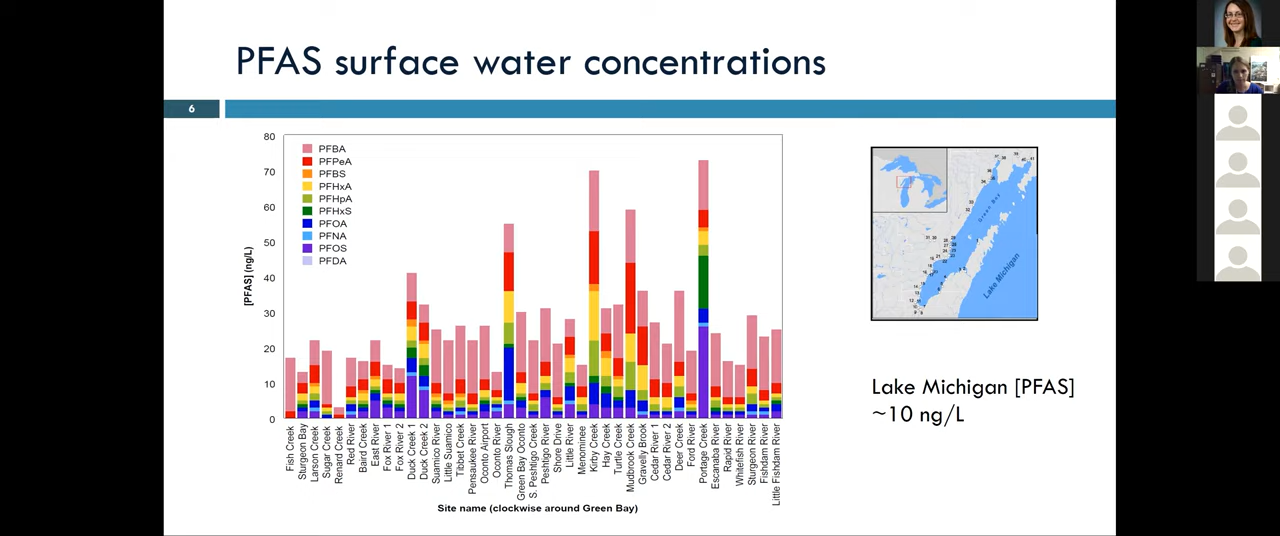 PFAS surface water concentrations
6
80
70
60
50
40
30
20
10
0
[PFAS] (ng/L)
PFBA
PFPeA
PFBS
PFHxA
PFHpA
PFHxS
PFOA
PFNA
PFOS
PFDA
Fish Creek
Sturgeon Bay
Larson Creek
Sugar Creek
Renard Creek
Red River
Baird Creek
East River
Fox River 1
Fox River 2
Duck Creek 1
Duck Creek 2
Suamico River
Little Suamico
Tibbet Creek
Pensaukee River
Oconto Airport
Oconto River
Thomas Slough
Green Bay Oconto
S. Peshtigo Creek
Peshtigo River
Shore Drive
Little River
Menominee
Kirby Creek
Hay Creek
Turtle Creek
Mudbrook Creek
Gravelly Brook
Cedar River 1
Cedar River 2
Deer Creek
Ford River
Portage Creek
Escanaba River
Rapid River
Whitefish River
Sturgeon River
Fishdam River
Little Fishdam River
Site name (clockwise around Green Bay)
Green Bay
Lake Michigan
Lake Michigan [PFAS]
~10 ng/L